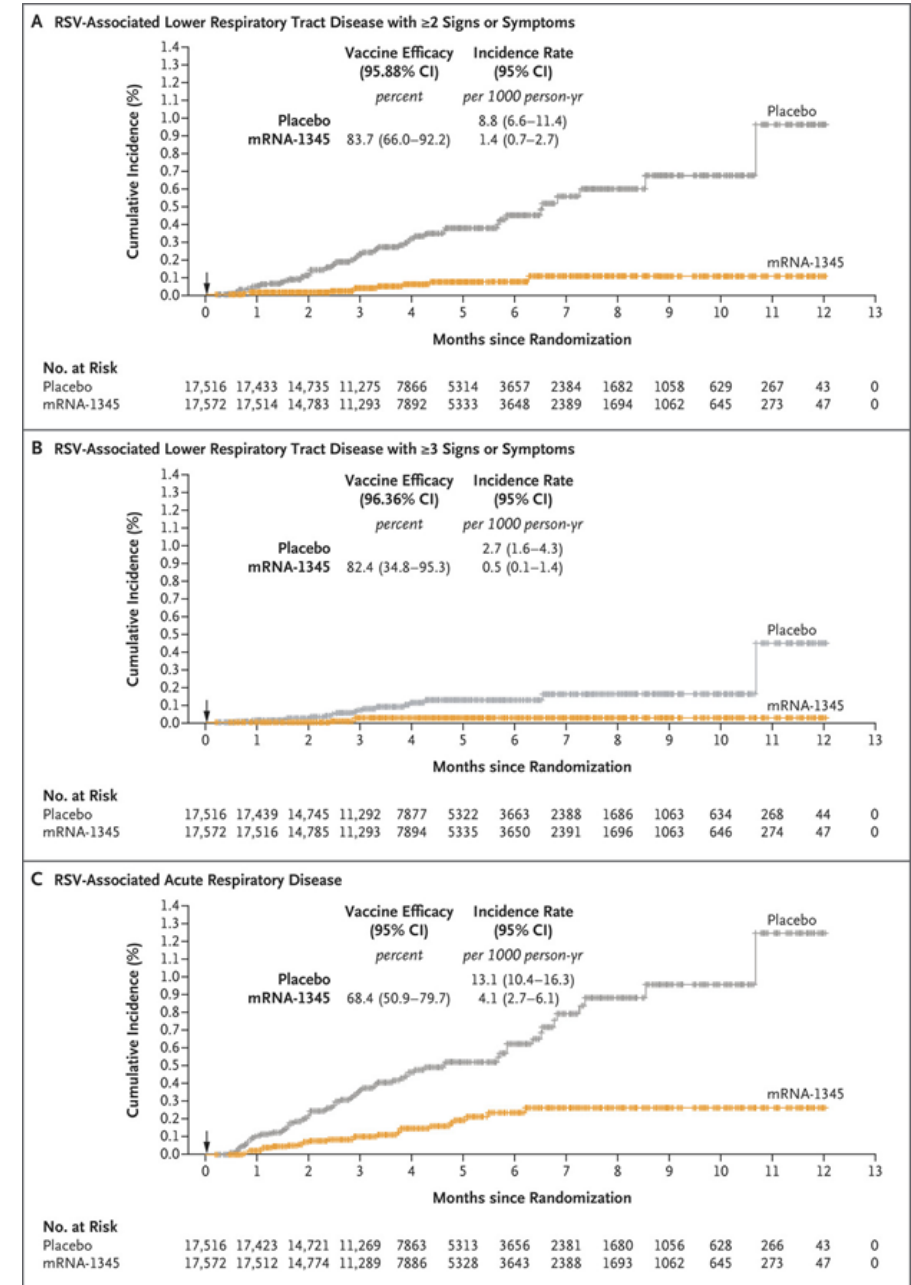 A RSV-Associated Lower Respiratory Tract Disease with ≥2 Signs or Symptoms
Cumulative Incidence (%)
1.4
1.3
1.2
1.1
1.0
0.9
0.8
0.7
0.6
0.5
0.4
0.3
0.2
0.1
0.0
Vaccine Efficacy Incidence Rate
(95.88% CI) (95% CI)
percent per 1000 person-yr
Placebo 8.8 (6.6–11.4)
mRNA-1345 83.7 (66.0–92.2) 1.4 (0.7–2.7)
Placebo
mRNA-1345
0 1 2 3 4 5 6 7 8 9 10 11 12 13
Months since Randomization
No. at Risk
Placebo 17,516 17,433 14,735 11,275 7866 5314 3657 2384 1682 1058 629 267 43 0
mRNA-1345 17,572 17,514 14,783 11,293 7892 5333 3648 2389 1694 1062 645 273 47 0
B RSV-Associated Lower Respiratory Tract Disease with ≥3 Signs or Symptoms
Cumulative Incidence (%)
1.4
1.3
1.2
1.1
1.0
0.9
0.8
0.7
0.6
0.5
0.4
0.3
0.2
0.1
0.0
Vaccine Efficacy Incidence Rate
(96.36% CI) (95% CI)
percent per 1000 person-yr
Placebo 2.7 (1.6–4.3)
mRNA-1345 82.4 (34.8–95.3) 0.5 (0.1–1.4)
Placebo
mRNA-1345
0 1 2 3 4 5 6 7 8 9 10 11 12 13
Months since Randomization
No. at Risk
Placebo 17,516 17,439 14,745 11,292 7877 5322 3663 2388 1686 1063 634 268 44 0
mRNA-1345 17,572 17,516 14,785 11,293 7894 5335 3650 2391 1696 1063 646 274 47 0
C RSV-Associated Acute Respiratory Disease
Cumulative Incidence (%)
1.4
1.3
1.2
1.1
1.0
0.9
0.8
0.7
0.6
0.5
0.4
0.3
0.2
0.1
0.0
Vaccine Efficacy Incidence Rate
(95% CI) (95% CI)
percent per 1000 person-yr
Placebo 13.1 (10.4–16.3)
mRNA-1345 68.4 (50.9–79.7) 4.1 (2.7–6.1)
Placebo
mRNA-1345
0 1 2 3 4 5 6 7 8 9 10 11 12 13
Months since Randomization
No. at Risk
Placebo 17,516 17,423 14,721 11,269 7863 5313 3656 2381 1680 1056 628 266 43 0
mRNA-1345 17,572 17,512 14,774 11,289 7886 5328 3643 2388 1693 1062 645 273 47 0